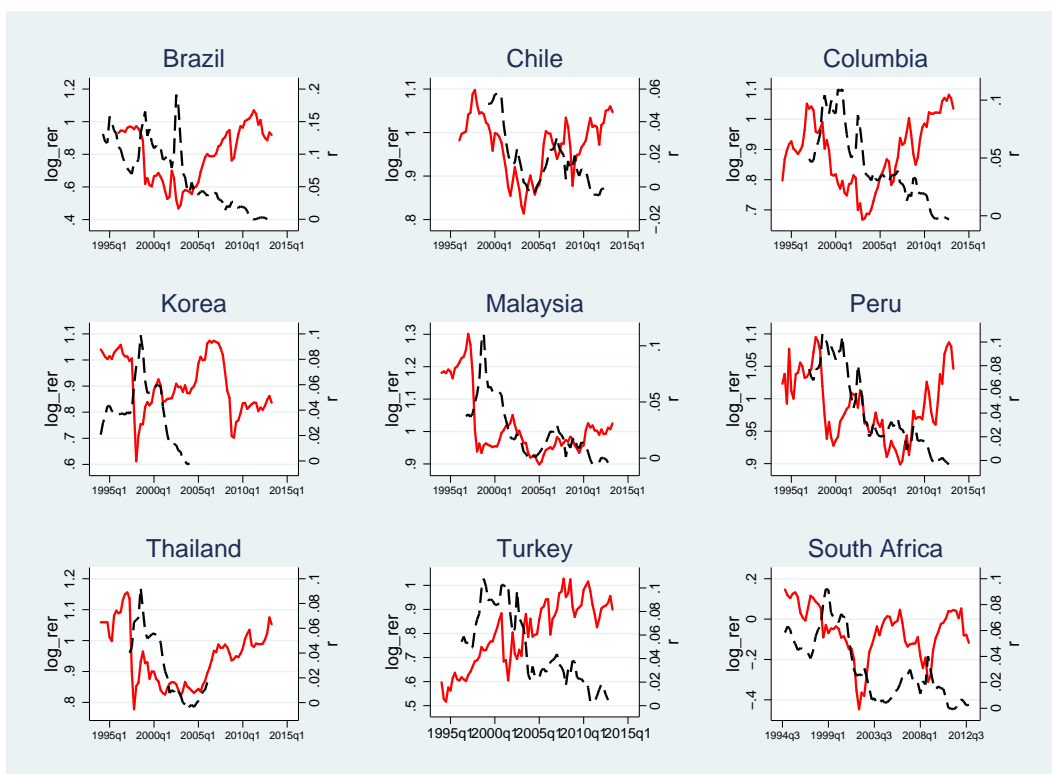 Brazil
log_rer
1.2
1
.8
.6
.4
.2
.15
.1
.05
0
r
1995q1 2000q1 2005q1 2010q1 2015q1
Chile
log_rer
1.1
1
.9
.8
.06
.04
.02
0
−.02
r
1995q1 2000q1 2005q1 2010q1 2015q1
Columbia
log_rer
1.1
1
.9
.8
.7
.1
.05
0
r
1995q1 2000q1 2005q1 2010q1 2015q1
Korea
log_rer
1.1
1
.9
.8
.7
.6
.1
.08
.06
.04
.02
0
r
1995q1 2000q1 2005q1 2010q1 2015q1
Malaysia
log_rer
1.3
1.2
1.1
1
.9
.1
.05
0
r
1995q1 2000q1 2005q1 2010q1 2015q1
Peru
log_rer
1.1
1.05
1
.95
.9
.1
.08
.06
.04
.02
0
r
1995q1 2000q1 2005q1 2010q1 2015q1
Thailand
log_rer
1.2
1.1
1
.9
.8
.1
.08
.06
.04
.02
0
r
1995q1 2000q1 2005q1 2010q1 2015q1
Turkey
log_rer
1
.9
.8
.7
.6
.5
.1
.08
.06
.04
.02
0
r
1995q1 2000q1 2005q1 2010q1 2015q1
South Africa
log_rer
.2
0
−.2
−.4
.1
.08
.06
.04
.02
0
r
1994q3 1999q1 2003q3 2008q1 2012q3